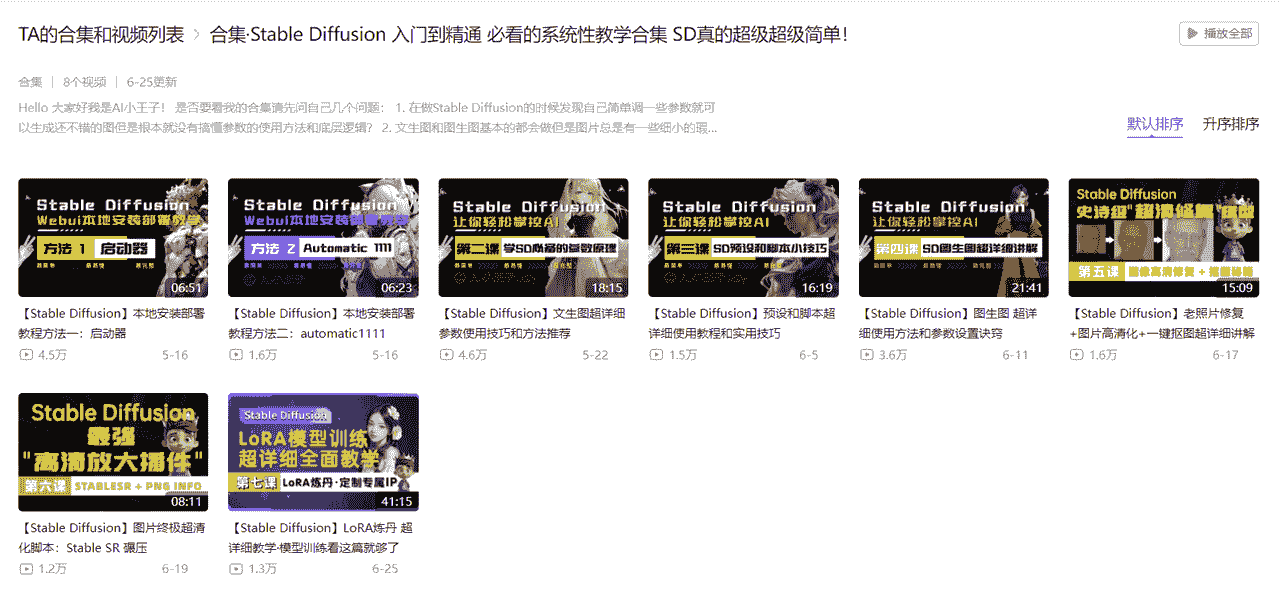 TA的合集和视频列表 > 合集·Stable Diffusion 入门到精通 必看的系统性教学合集 SD真的超级超级简单!
播放全部
合集 | 8个视频 | 6-25更新
Hello 大家好我是AI小王子! 是否要看我的合集请先问自己几个问题: 1. 在做Stable Diffusion的时候发现自己简单调一些参数就可
以生成还不错的图但是根本就没有搞懂参数的使用方法和底层逻辑? 2. 文生图和图生图基本的都会做但是图片总是有一些细小的瑕...
默认排序 升序排序
Stable Diffusion
Webui本地安装部署教学
方法 1 启动器
06:51
【Stable Diffusion】本地安装部署
教程方法一: 启动器
4.5万 5-16
Stable Diffusion
Webui本地安装部署教学
方法 2 Automatic 1111
06:23
【Stable Diffusion】本地安装部署
教程方法二: automatic1111
1.6万 5-16
Stable Diffusion
让你轻松掌控AI
第二课 学SD必备的参数原理
18:15
【Stable Diffusion】文生图超详细
参数使用技巧和方法推荐
4.6万 5-22
Stable Diffusion
让你轻松掌控AI
第三课 SD预设和脚本小技巧
16:19
【Stable Diffusion】预设和脚本超
详细使用教程和实用技巧
1.5万 6-5
Stable Diffusion
让你轻松掌控AI
第四课 SD图生图超详细讲解
21:41
【Stable Diffusion】图生图 超详
细使用方法和参数设置诀窍
3.6万 6-11
Stable Diffusion
史诗级"超清修复"
第五课 图像高清修复 +
15:09
【Stable Diffusion】老照片修复
+图片高清化+一键抠图超详细讲解
1.6万 6-17
Stable Diffusion
最强
"高清放大插件"
第六课 STABLESR + PNG INFO
08:11
【Stable Diffusion】图片终极超清
化脚本: Stable SR 碾压
1.2万 6-19
Stable Diffusion
LoRA模型训练
超详细全面教学
第七课 LoRA炼丹·定制专属IP
41:15
【Stable Diffusion】LoRA炼丹 超
详细教学·模型训练看这篇就够了
1.3万 6-25